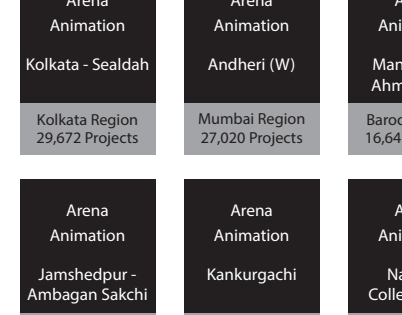 Arena
Animation
Kolkata - Sealdah
Kolkata Region
29,672 Projects
Arena
Animation
Andheri (W)
Mumbai Region
27,020 Projects
Arena
Animation
Jamshedpur -
Ambagan Sakchi
Arena
Animation
Kankurgachi